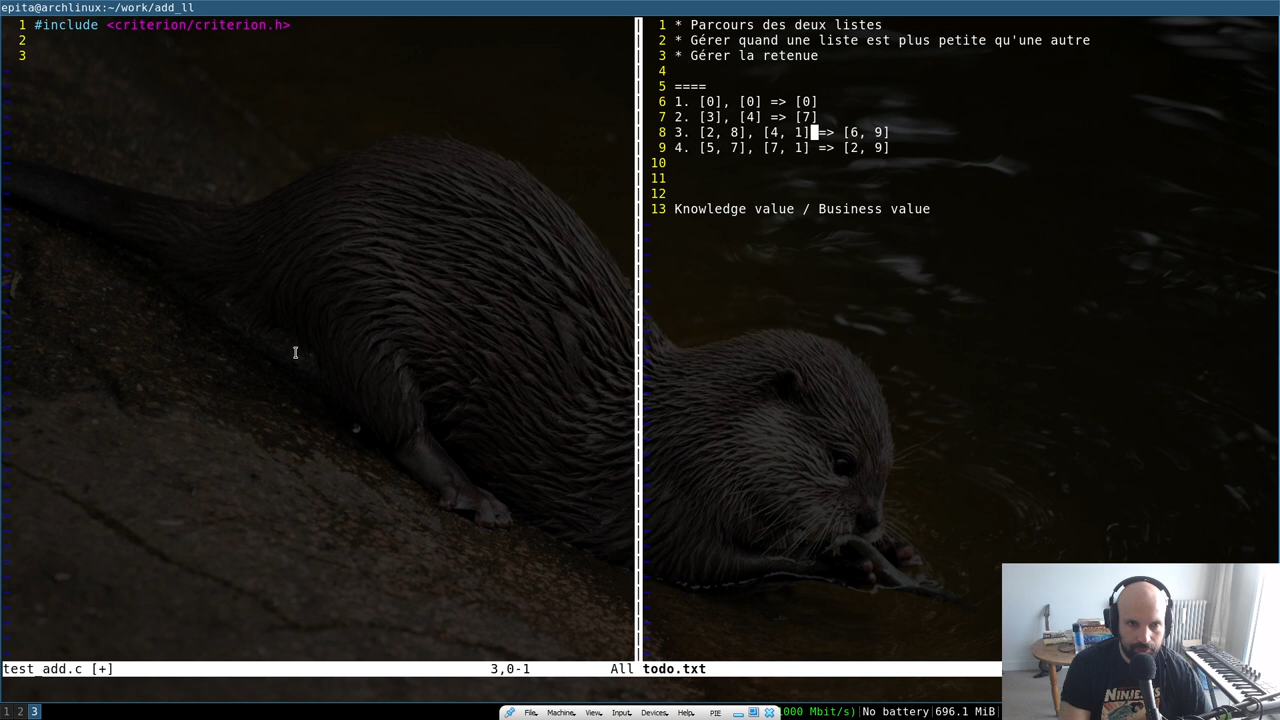 epita@archlinux:~/work/add_ll
1 #include <criterion/criterion.h>
2
3
test_add.c [+] 3,0-1 All
1 * Parcours des deux listes
2 * Gérer quand une liste est plus petite qu'une autre
3 * Gérer la retenue
4
5 ====
6 1. [0], [0] => [0]
7 2. [3], [4] => [7]
8 3. [2, 8], [4, 1] => [6, 9]
9 4. [5, 7], [7, 1] => [2, 9]
10
11
12
13 Knowledge value / Business value
todo.txt
1 2 3
File Machine View Input Devices Help PIE
000 Mbit/s)|No battery|696.1 MiB
NINJE